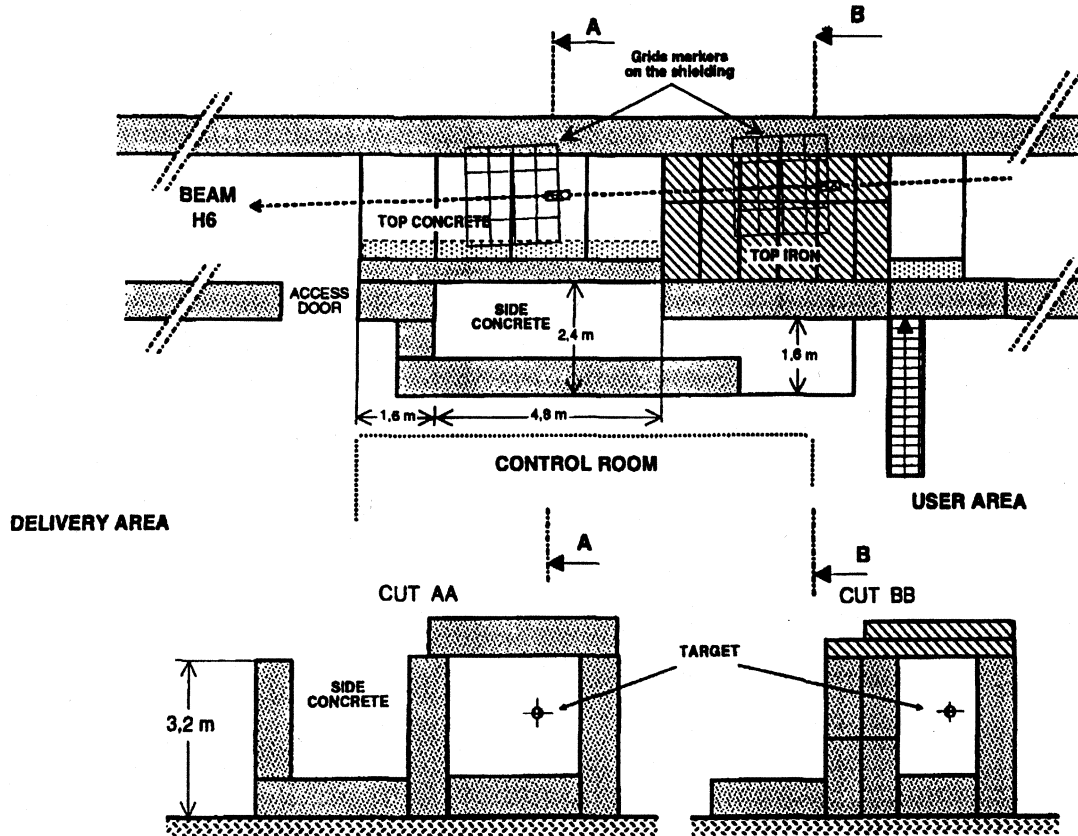 A
B
Grids markers
on the shielding
BEAM
H6
TOP CONCRETE
TOP IRON
ACCESS
DOOR
SIDE
CONCRETE
2,4 m
1,6 m
1,6 m
4,8 m
CONTROL ROOM
USER AREA
DELIVERY AREA
A
B
CUT AA
CUT BB
TARGET
SIDE
CONCRETE
3,2 m